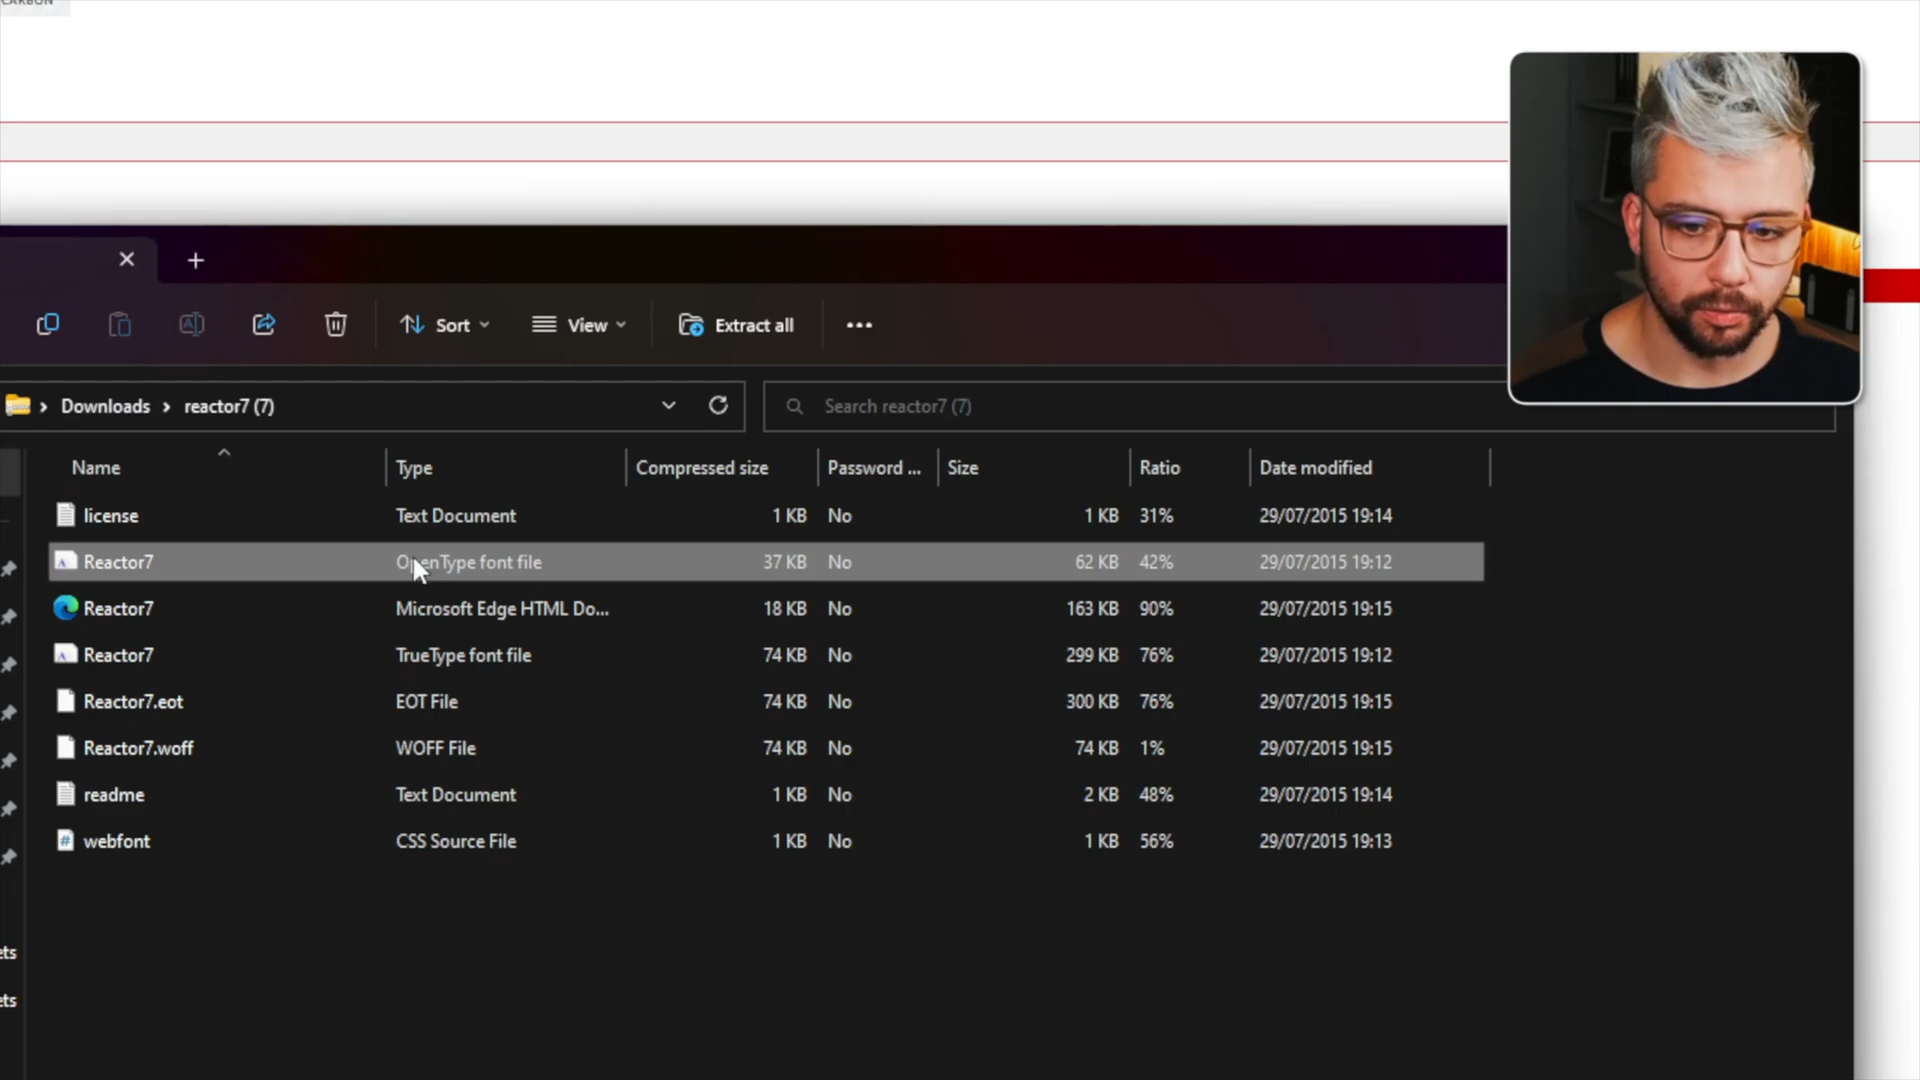 CARBON
Sort
View
Extract all
Downloads
reactor7 (7)
Search reactor7 (7)
Name Type Compressed size Password ... Size Ratio Date modified
license Text Document 1 KB No 1 KB 31% 29/07/2015 19:14
Reactor7 OpenType font file 37 KB No 62 KB 42% 29/07/2015 19:12
Reactor7 Microsoft Edge HTML Do... 18 KB No 163 KB 90% 29/07/2015 19:15
Reactor7 TrueType font file 74 KB No 299 KB 76% 29/07/2015 19:12
Reactor7.eot EOT File 74 KB No 300 KB 76% 29/07/2015 19:15
Reactor7.woff WOFF File 74 KB No 74 KB 1% 29/07/2015 19:15
readme Text Document 1 KB No 2 KB 48% 29/07/2015 19:14
webfont CSS Source File 1 KB No 1 KB 56% 29/07/2015 19:13
ets
ets